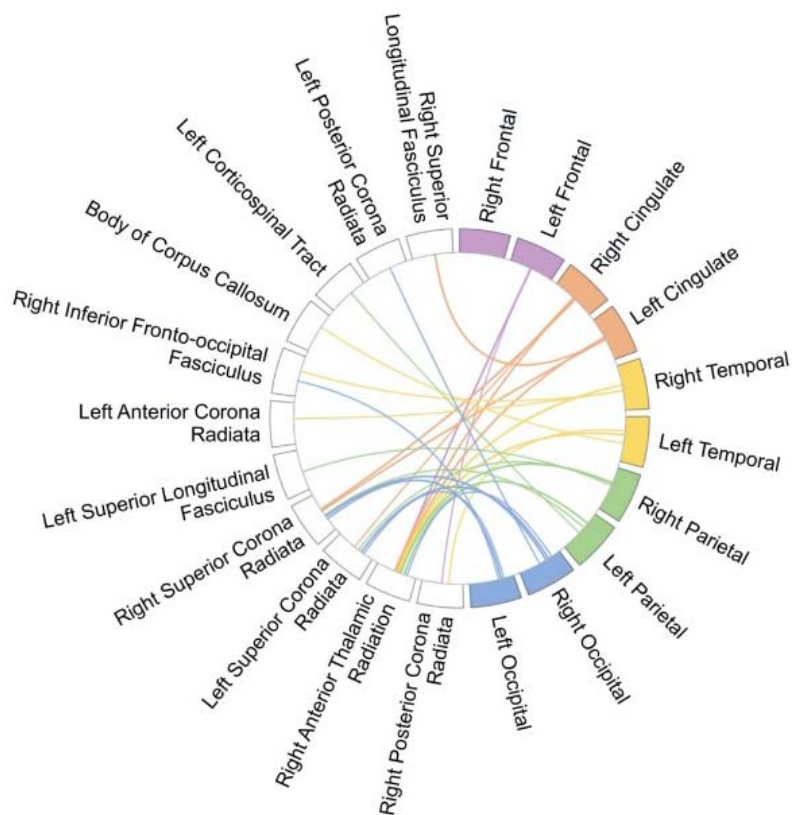 Right Superior
Longitudinal Fasciculus
Right Frontal
Left Frontal
Right Cingulate
Left Cingulate
Right Temporal
Left Temporal
Right Parietal
Left Parietal
Right Occipital
Left Occipital
Right Posterior Corona
Radiata
Right Anterior Thalamic
Radiation
Left Superior Corona
Radiata
Right Superior Corona
Radiata
Left Superior Longitudinal
Fasciculus
Left Anterior Corona
Radiata
Right Inferior Fronto-occipital
Fasciculus
Body of Corpus Callosum
Left Corticospinal Tract
Left Posterior Corona
Radiata